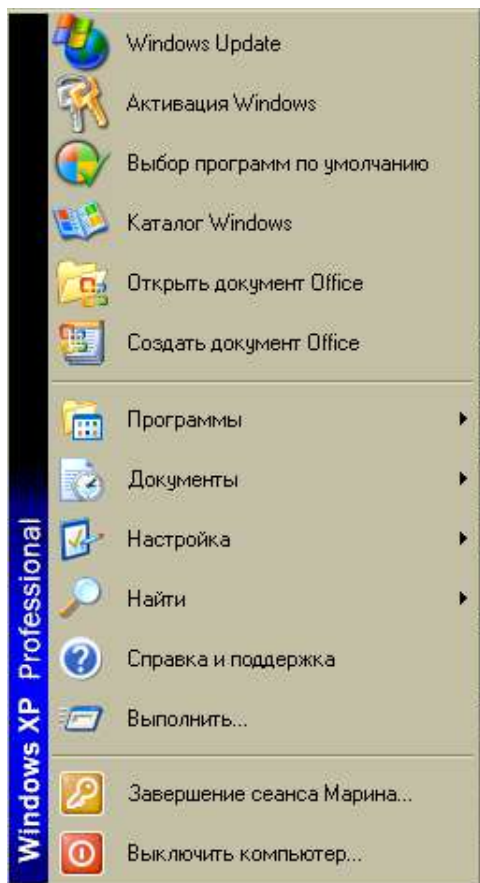 Windows Update
Активация Windows
Выбор программ по умолчанию
Каталог Windows
Открыть документ Office
Создать документ Office
Программы
Документы
Настройка
Найти
Справка и поддержка
Выполнить...
Завершение сеанса Марина...
Выключить компьютер...
Windows XP Professional